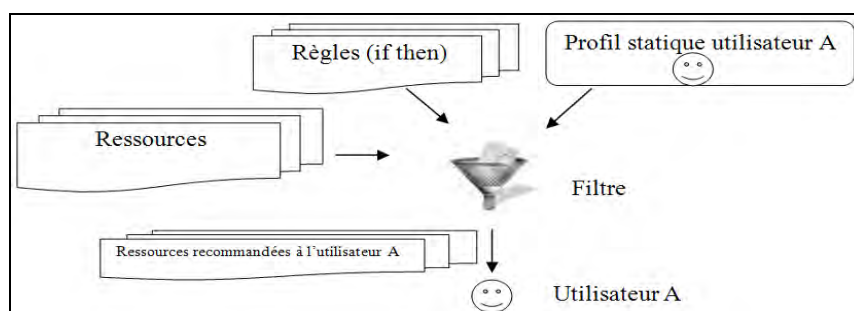 Règles (if then)
Profil statique utilisateur A
Ressources
Filtre
Ressources recommandées à l'utilisateur A
Utilisateur A